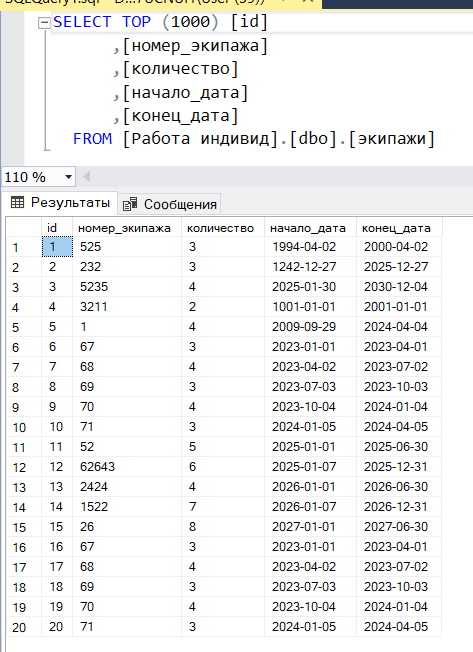 SELECT TOP (1000) [id]
,[номер_экипажа]
,[количество]
,[начало_дата]
,[конец_дата]
FROM [Работа индивид].[dbo].[экипажи]
110 %
Результаты Сообщения
id номер_экипажа количество начало_дата конец_дата
1 1 525 3 1994-04-02 2000-04-02
2 2 232 3 1242-12-27 2025-12-27
3 3 5235 4 2025-01-30 2030-12-04
4 4 3211 2 1001-01-01 2001-01-01
5 5 1 4 2009-09-29 2024-04-04
6 6 67 3 2023-01-01 2023-04-01
7 7 68 4 2023-04-02 2023-07-02
8 8 69 3 2023-07-03 2023-10-03
9 9 70 4 2023-10-04 2024-01-04
10 10 71 3 2024-01-05 2024-04-05
11 11 52 5 2025-01-01 2025-06-30
12 12 62643 6 2025-01-07 2025-12-31
13 13 2424 4 2026-01-01 2026-06-30
14 14 1522 7 2026-01-07 2026-12-31
15 15 26 8 2027-01-01 2027-06-30
16 16 67 3 2023-01-01 2023-04-01
17 17 68 4 2023-04-02 2023-07-02
18 18 69 3 2023-07-03 2023-10-03
19 19 70 4 2023-10-04 2024-01-04
20 20 71 3 2024-01-05 2024-04-05